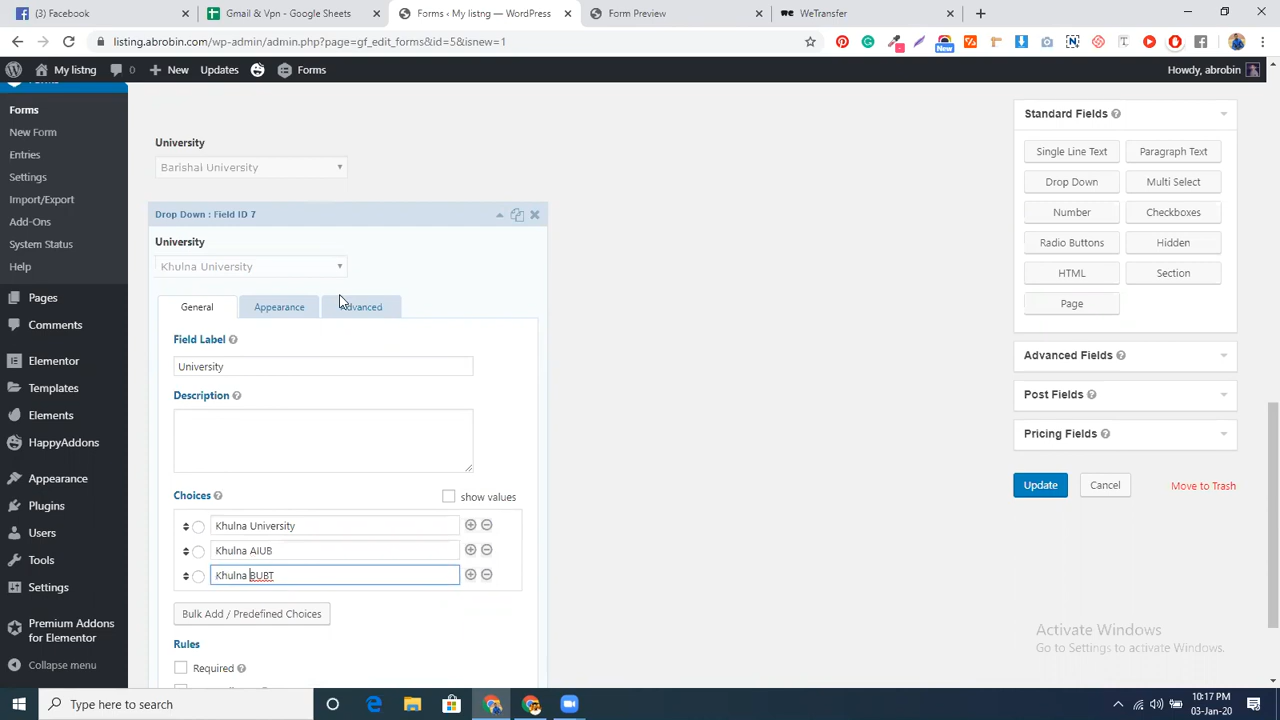 Facebook
Gmail & Vpn - Google Sheets
Forms ‹ My listng — WordPress
Form Preview
WeTransfer
listing.abrobin.com/wp-admin/admin.php?page=gf_edit_forms&id=5&isnew=1
New
My listng
0
New
Updates
Forms
Howdy, abrobin
Forms
New Form
Entries
Settings
Import/Export
Add-Ons
System Status
Help
Pages
Comments
Elementor
Templates
Elements
HappyAddons
Appearance
Plugins
Users
Tools
Settings
Premium Addons
for Elementor
Collapse menu
University
Barishal University
Drop Down : Field ID 7
University
Khulna University
General
Appearance
Advanced
Field Label
University
Description
Choices
show values
Khulna University
Khulna AIUB
Khulna BUBT
Bulk Add / Predefined Choices
Rules
Required
Standard Fields
Single Line Text
Paragraph Text
Drop Down
Multi Select
Number
Checkboxes
Radio Buttons
Hidden
HTML
Section
Page
Advanced Fields
Post Fields
Pricing Fields
Update
Cancel
Move to Trash
Activate Windows
Go to Settings to activate Windows.
Type here to search
10:17 PM
03-Jan-20